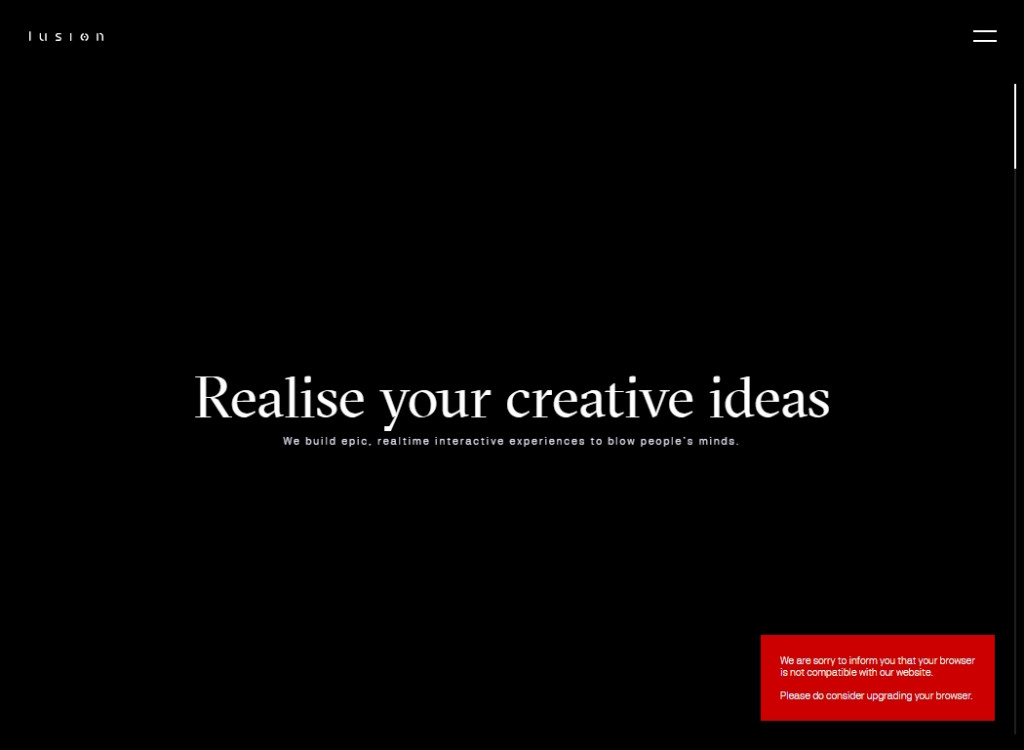 lusion
Realise your creative ideas
We build epic, realtime interactive experiences to blow people's minds.
We are sorry to inform you that your browser
is not compatible with our website.
Please do consider upgrading your browser.